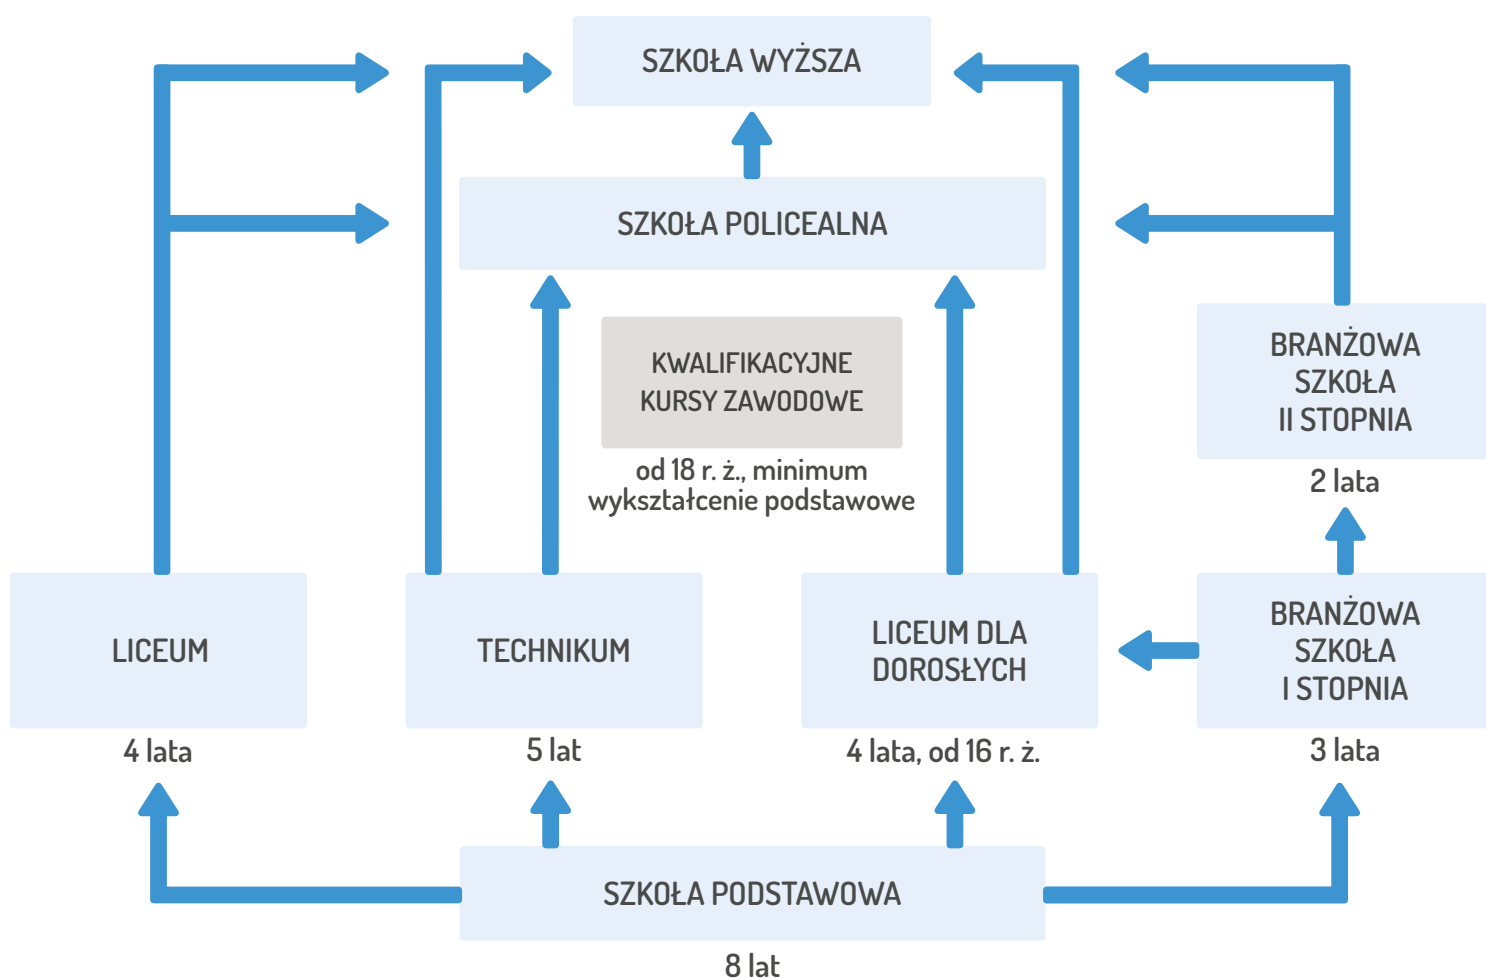 SZKOŁA WYŻSZA
SZKOŁA POLICEALNA
KWALIFIKACYJNE
KURSY ZAWODOWE
od 18 r. ż., minimum
wykształcenie podstawowe
BRANŻOWA
SZKOŁA
II STOPNIA
2 lata
LICEUM
4 lata
TECHNIKUM
5 lat
LICEUM DLA
DOROSŁYCH
4 lata, od 16 r. ż.
BRANŻOWA
SZKOŁA
I STOPNIA
3 lata
SZKOŁA PODSTAWOWA
8 lat